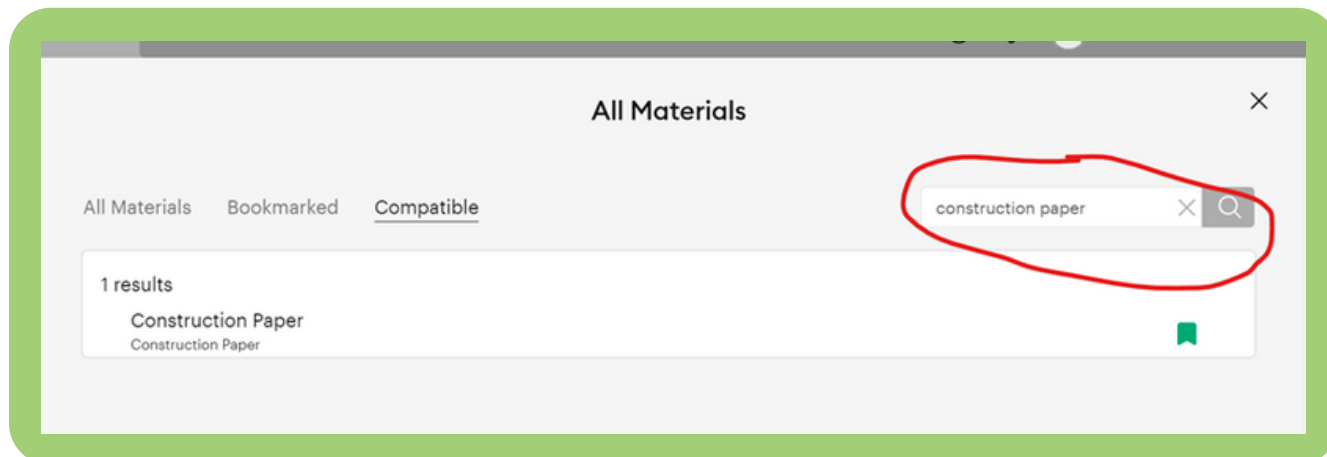 All Materials
All Materials Bookmarked Compatible
construction paper
1 results
Construction Paper
Construction Paper